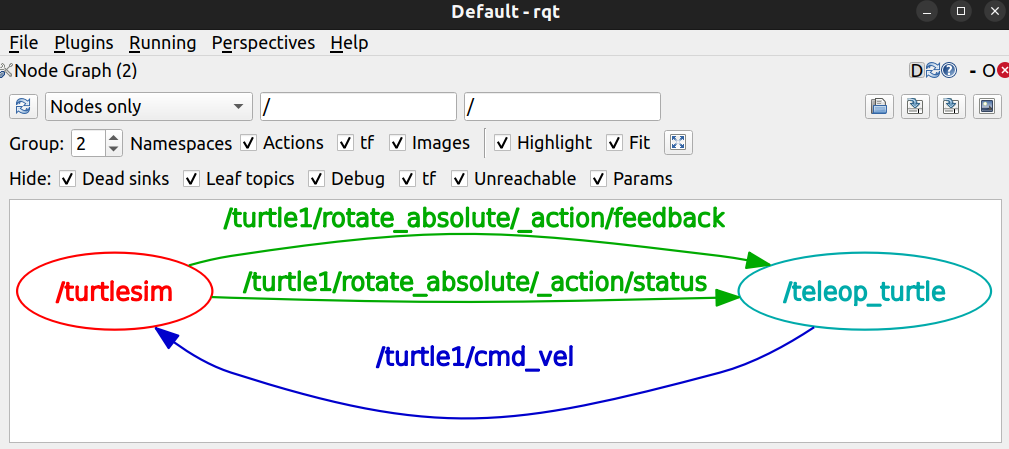 Default - rqt
File Plugins Running Perspectives Help
Node Graph (2) D - O
Nodes only / /
Group: 2 Namespaces Actions tf Images Highlight Fit
Hide: Dead sinks Leaf topics Debug tf Unreachable Params
/turtle1/rotate_absolute/_action/feedback
/turtle1/rotate_absolute/_action/status
/turtlesim /teleop_turtle
/turtle1/cmd_vel